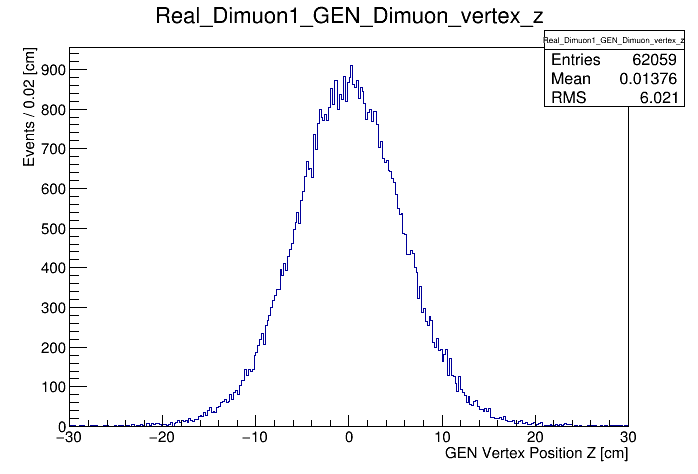 Real_Dimuon1_GEN_Dimuon_vertex_z
Real_Dimuon1_GEN_Dimuon_vertex_z
Entries 62059
Mean 0.01376
RMS 6.021
Events / 0.02 [cm]
900
800
700
600
500
400
300
200
100
0
−30 −20 −10 0 10 20 30
GEN Vertex Position Z [cm]